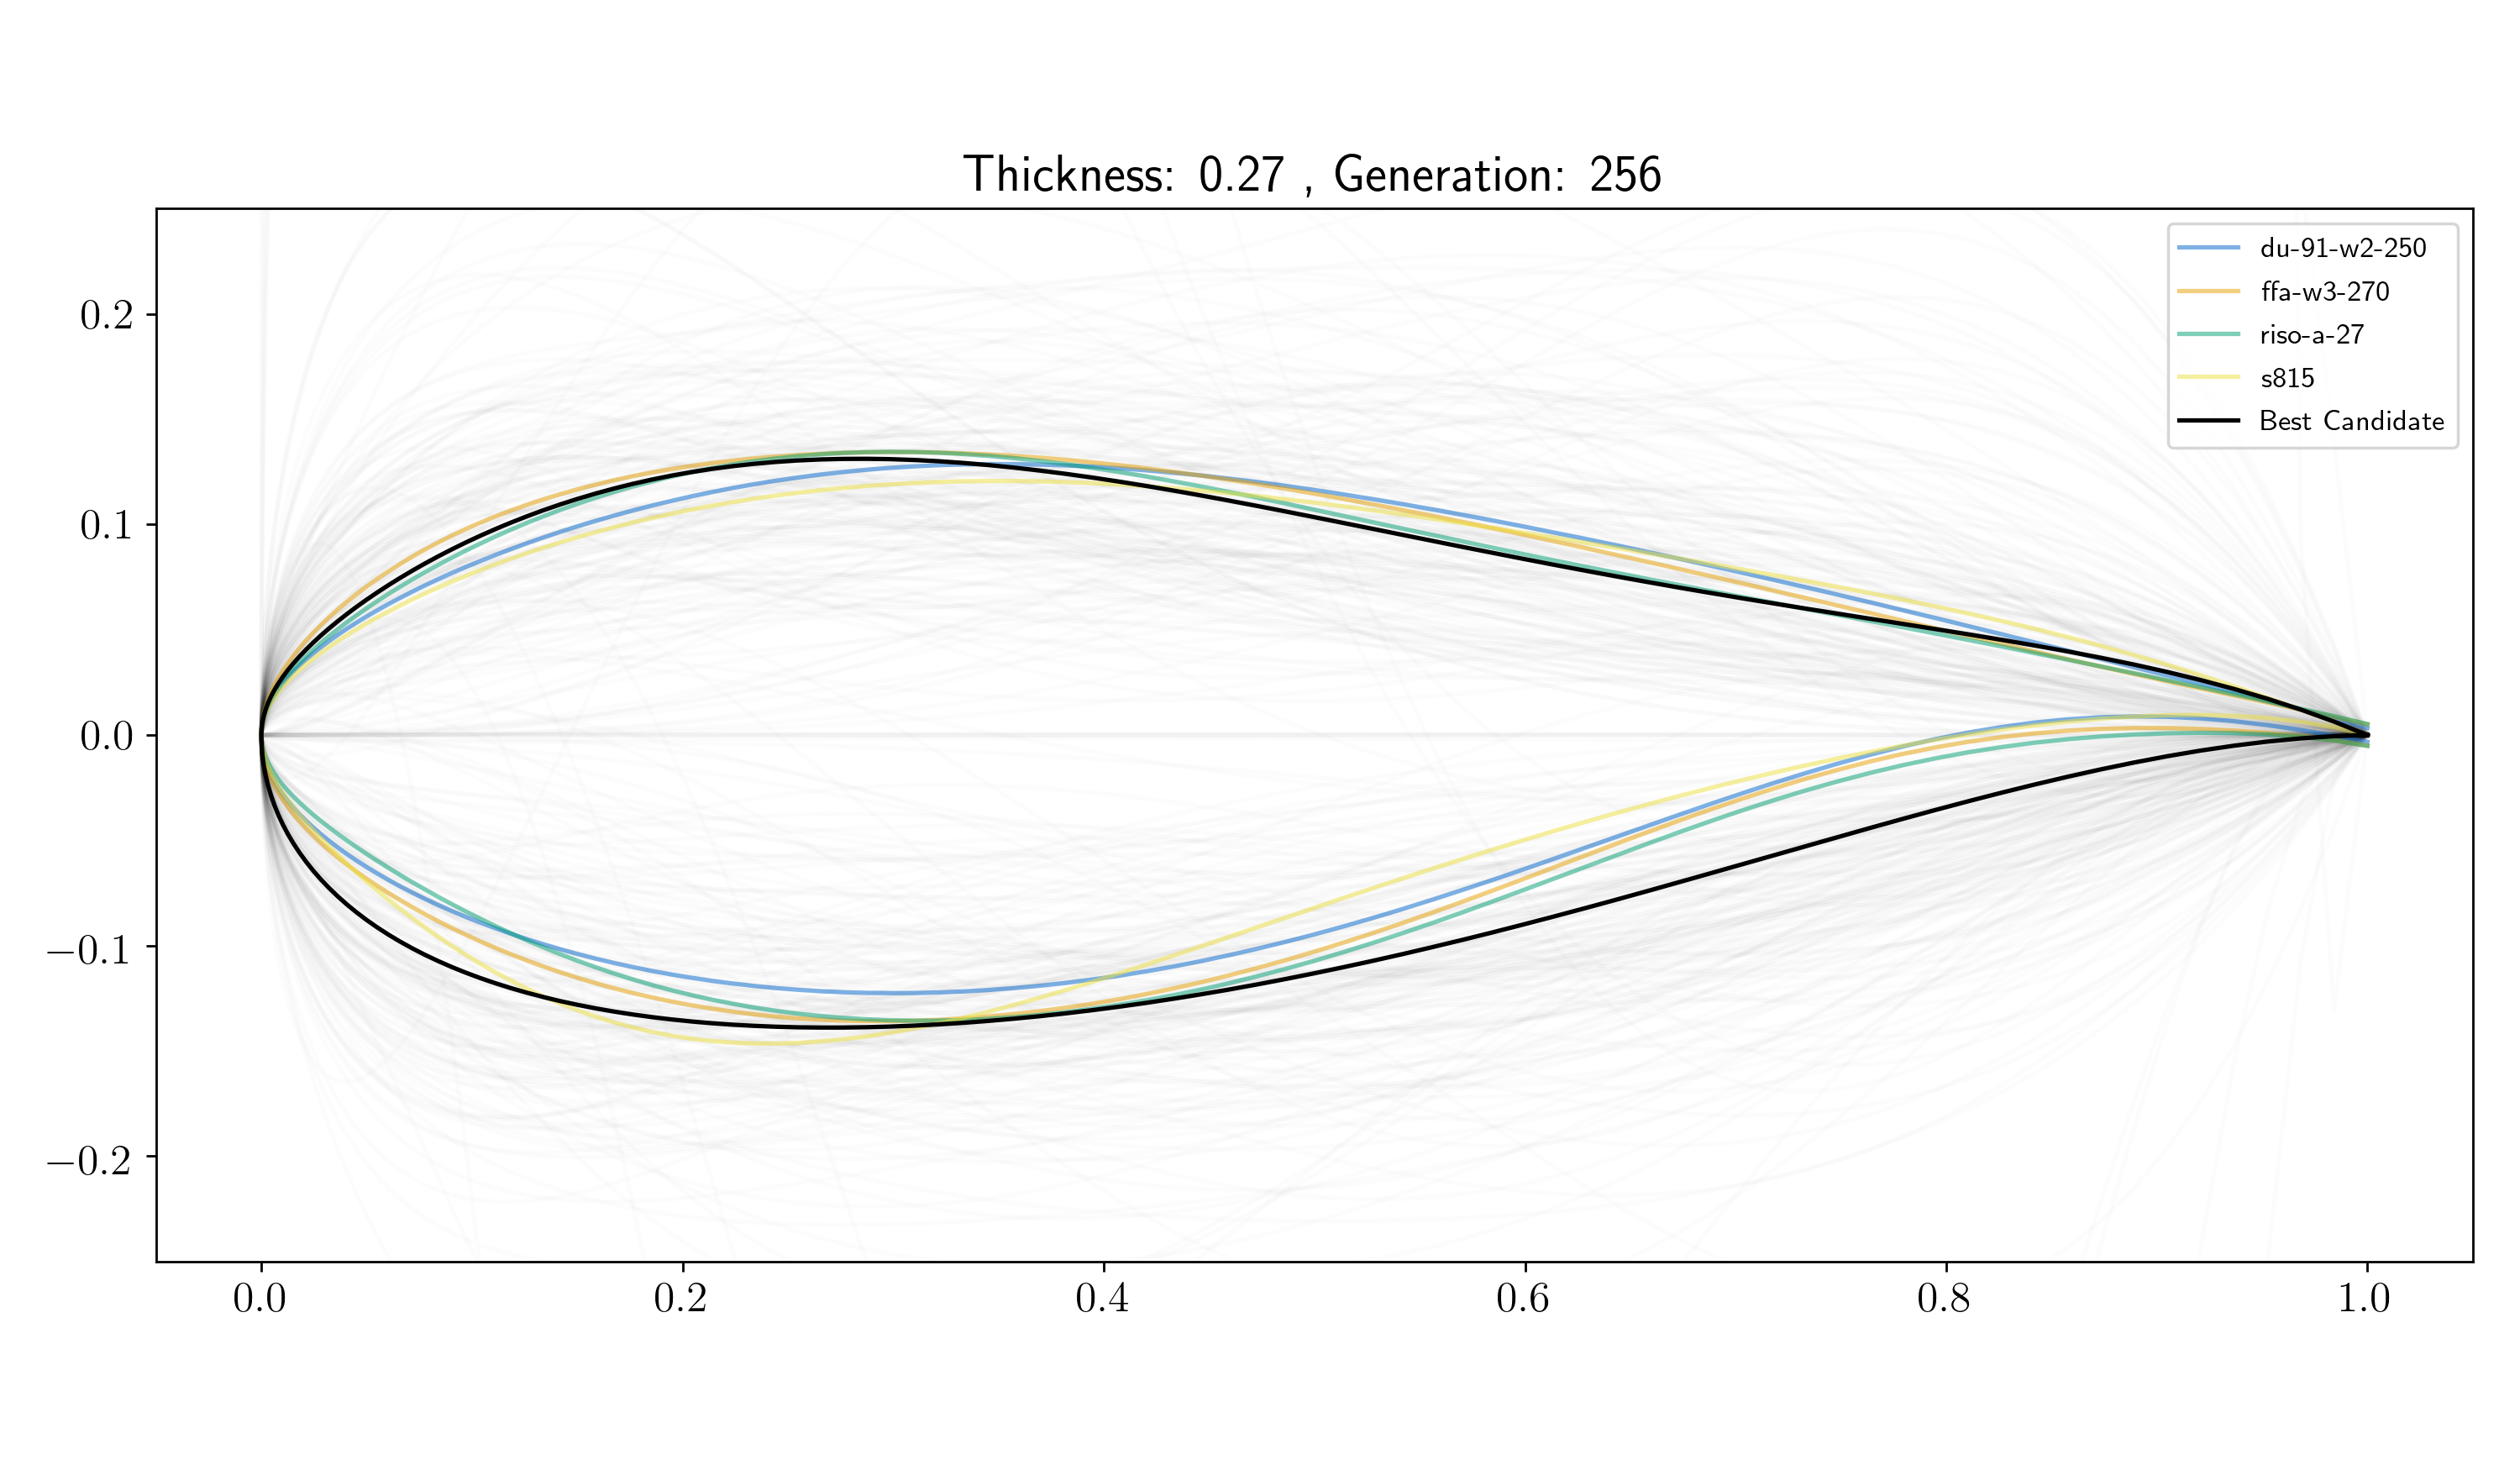 Thickness: 0.27 , Generation: 256
du-91-w2-250
ffa-w3-270
riso-a-27
s815
Best Candidate
0.2
0.1
0.0
−0.1
−0.2
0.0 0.2 0.4 0.6 0.8 1.0